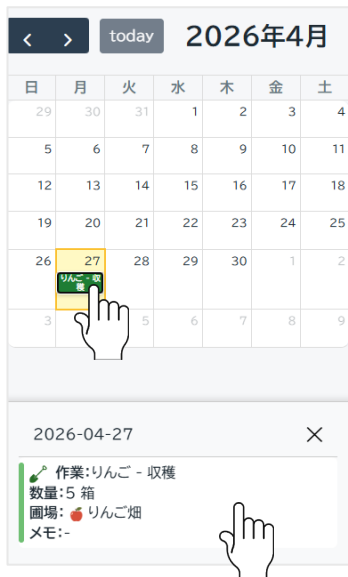 < > today 2026年4月
日 月 火 水 木 金 土
29 30 31 1 2 3 4
5 6 7 8 9 10 11
12 13 14 15 16 17 18
19 20 21 22 23 24 25
26 27 28 29 30 1 2
りんご - 収
穫
3 5 6 7 8 9
2026-04-27 ×
作業:りんご - 収穫
数量:5 箱
圃場: りんご畑
メモ:-